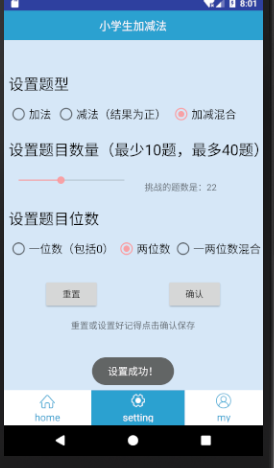 8:01
小学生加减法
设置题型
加法 减法（结果为正） 加减混合
设置题目数量（最少10题，最多40题）
挑战的题数是：22
设置题目位数
一位数（包括0） 两位数 一两位数混合
重置 确认
重置或设置好记得点击确认保存
设置成功！
home setting my